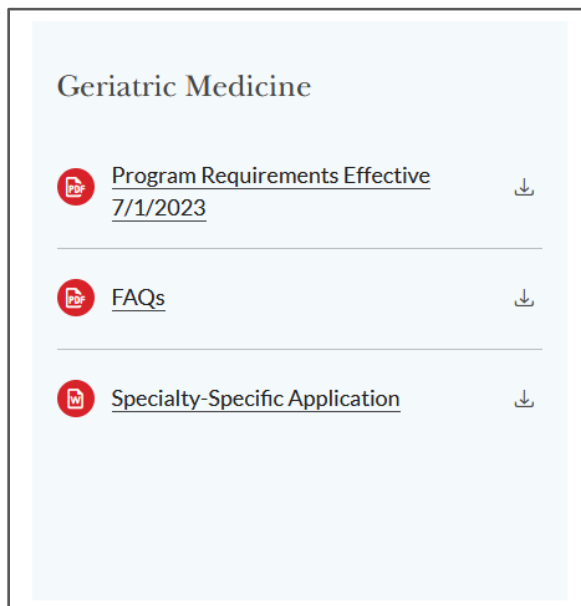 Geriatric Medicine
PDF
Program Requirements Effective
7/1/2023
PDF
FAQs
W
Specialty-Specific Application